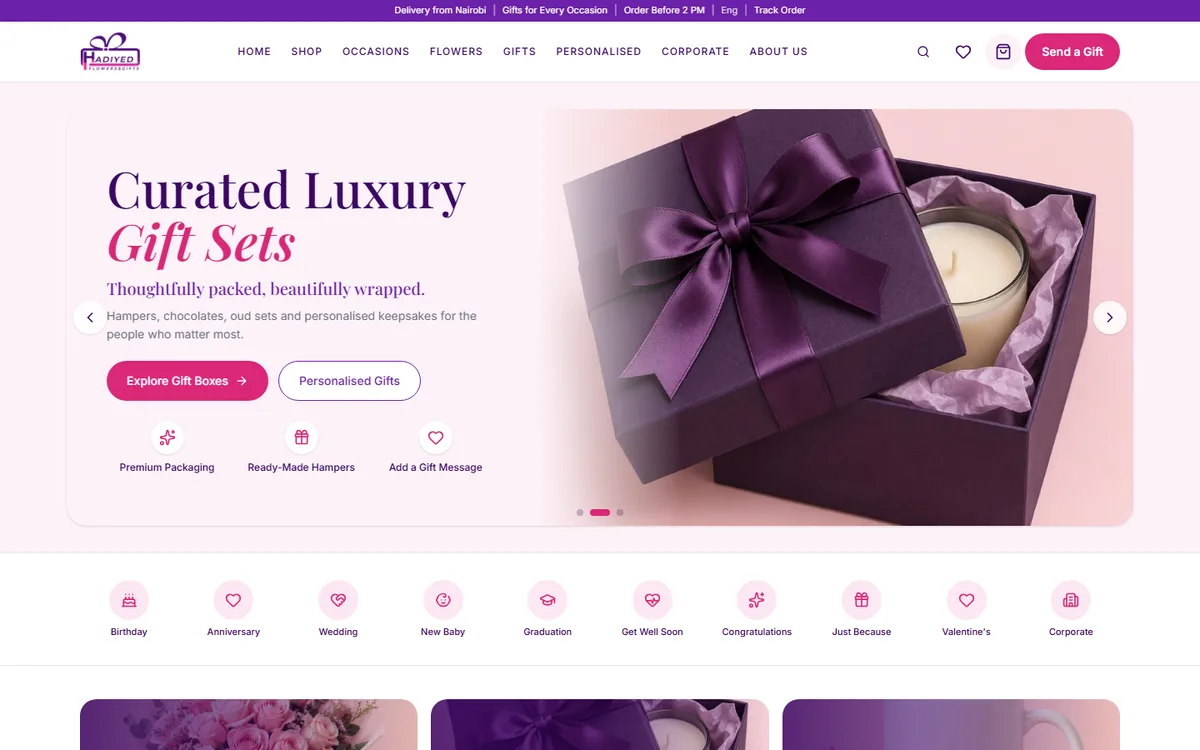 Delivery from Nairobi | Gifts for Every Occasion | Order Before 2 PM | Eng | Track Order
HADIYED
FLOWERS&GIFTS
HOME SHOP OCCASIONS FLOWERS GIFTS PERSONALISED CORPORATE ABOUT US
Send a Gift
Curated Luxury
Gift Sets
Thoughtfully packed, beautifully wrapped.
Hampers, chocolates, oud sets and personalised keepsakes for the
people who matter most.
Explore Gift Boxes →
Personalised Gifts
Premium Packaging
Ready-Made Hampers
Add a Gift Message
Birthday
Anniversary
Wedding
New Baby
Graduation
Get Well Soon
Congratulations
Just Because
Valentine's
Corporate